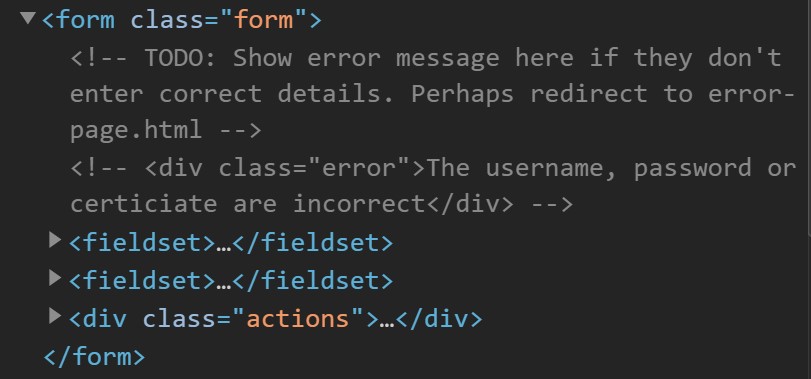 <form class="form">
<!-- TODO: Show error message here if they don't
enter correct details. Perhaps redirect to error-
page.html -->
<!-- <div class="error">The username, password or
certiciate are incorrect</div> -->
<fieldset>…</fieldset>
<fieldset>…</fieldset>
<div class="actions">…</div>
</form>